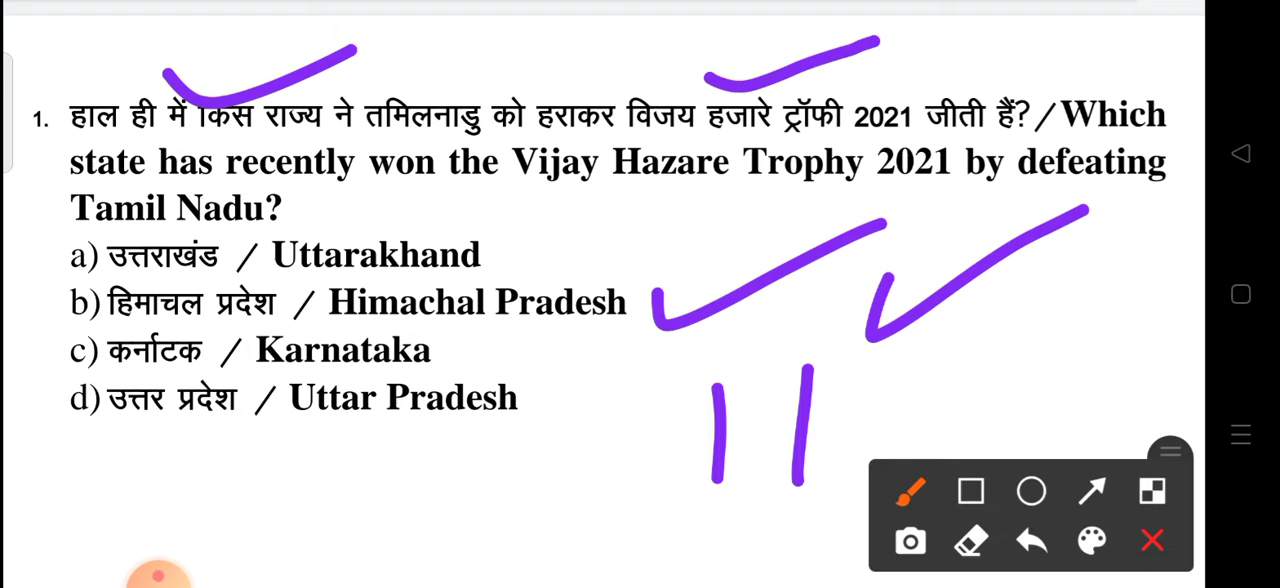 1. हाल ही में किस राज्य ने तमिलनाडु को हराकर विजय हजारे ट्रॉफी 2021 जीती हैं? / Which
state has recently won the Vijay Hazare Trophy 2021 by defeating
Tamil Nadu?
a) उत्तराखंड / Uttarakhand
b) हिमाचल प्रदेश / Himachal Pradesh
c) कर्नाटक / Karnataka
d) उत्तर प्रदेश / Uttar Pradesh
11